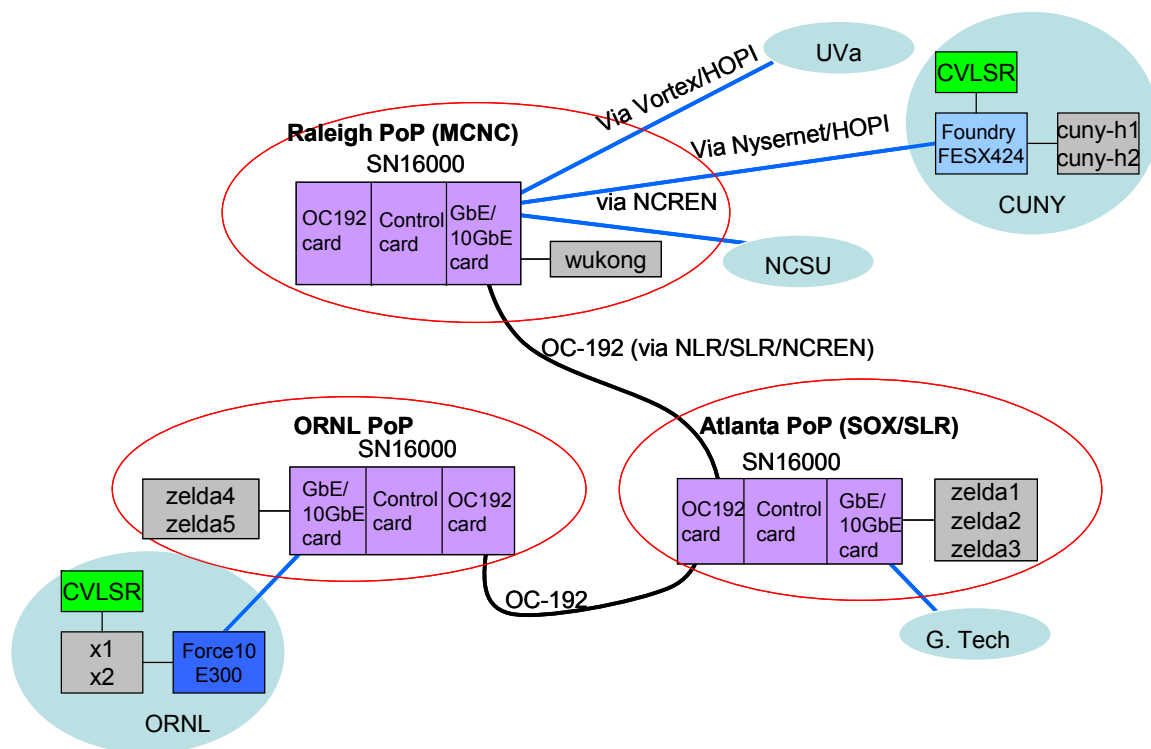 UVa
CVLSR
Via Vortex/HOPI
Foundry
FESX424
cuny-h1
cuny-h2
CUNY
Via Nysernet/HOPI
Raleigh PoP (MCNC)
SN16000
OC192
card
Control
card
GbE/
10GbE
card
via NCREN
wukong
NCSU
OC-192 (via NLR/SLR/NCREN)
ORNL PoP
SN16000
zelda4
zelda5
GbE/
10GbE
card
Control
card
OC192
card
Atlanta PoP (SOX/SLR)
SN16000
OC192
card
Control
card
GbE/
10GbE
card
zelda1
zelda2
zelda3
OC-192
CVLSR
x1
x2
Force10
E300
ORNL
G. Tech